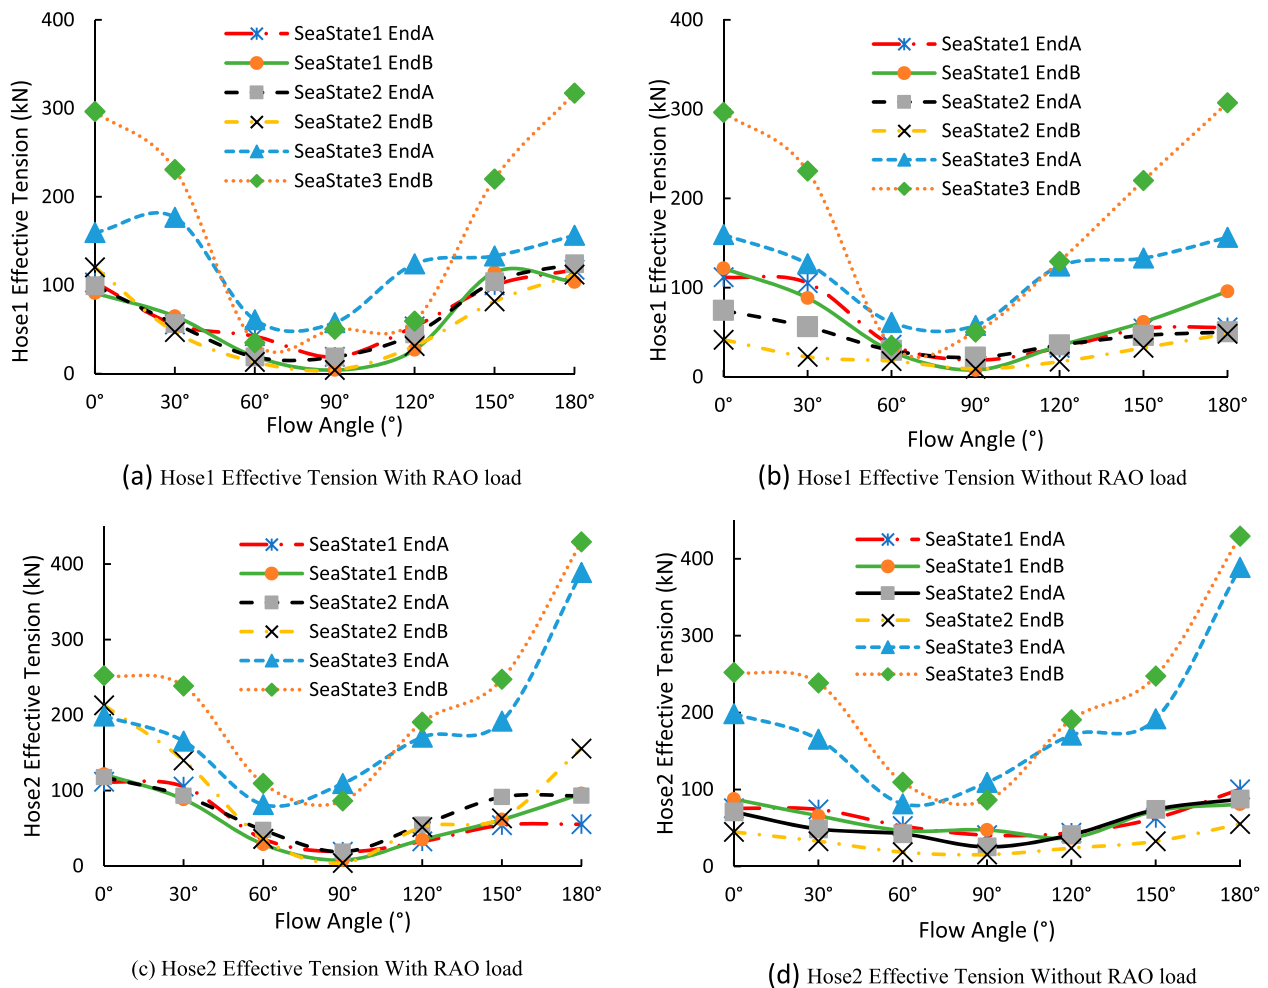 400
300
200
100
0
Hose1 Effective Tension (kN)
SeaState1 EndA
SeaState1 EndB
SeaState2 EndA
SeaState2 EndB
SeaState3 EndA
SeaState3 EndB
0° 30° 60° 90° 120° 150° 180°
Flow Angle (°)
(a) Hose1 Effective Tension With RAO load
400
300
200
100
0
Hose1 Effective Tension (kN)
SeaState1 EndA
SeaState1 EndB
SeaState2 EndA
SeaState2 EndB
SeaState3 EndA
SeaState3 EndB
0° 30° 60° 90° 120° 150° 180°
Flow Angle (°)
(b) Hose1 Effective Tension Without RAO load
400
300
200
100
0
Hose2 Effective Tension (kN)
SeaState1 EndA
SeaState1 EndB
SeaState2 EndA
SeaState2 EndB
SeaState3 EndA
SeaState3 EndB
0° 30° 60° 90° 120° 150° 180°
Flow Angle (°)
(c) Hose2 Effective Tension With RAO load
400
300
200
100
0
Hose2 Effective Tension (kN)
SeaState1 EndA
SeaState1 EndB
SeaState2 EndA
SeaState2 EndB
SeaState3 EndA
SeaState3 EndB
0° 30° 60° 90° 120° 150° 180°
Flow Angle (°)
(d) Hose2 Effective Tension Without RAO load